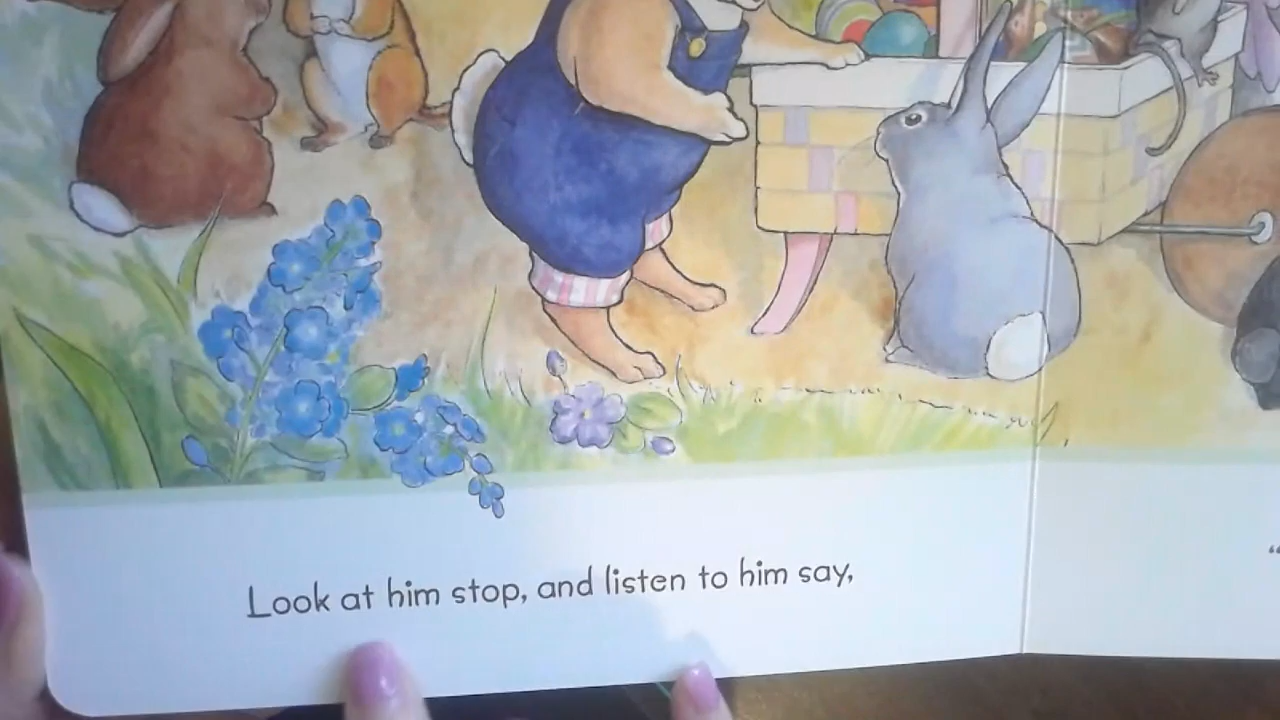 Look at him stop, and listen to him say,
“